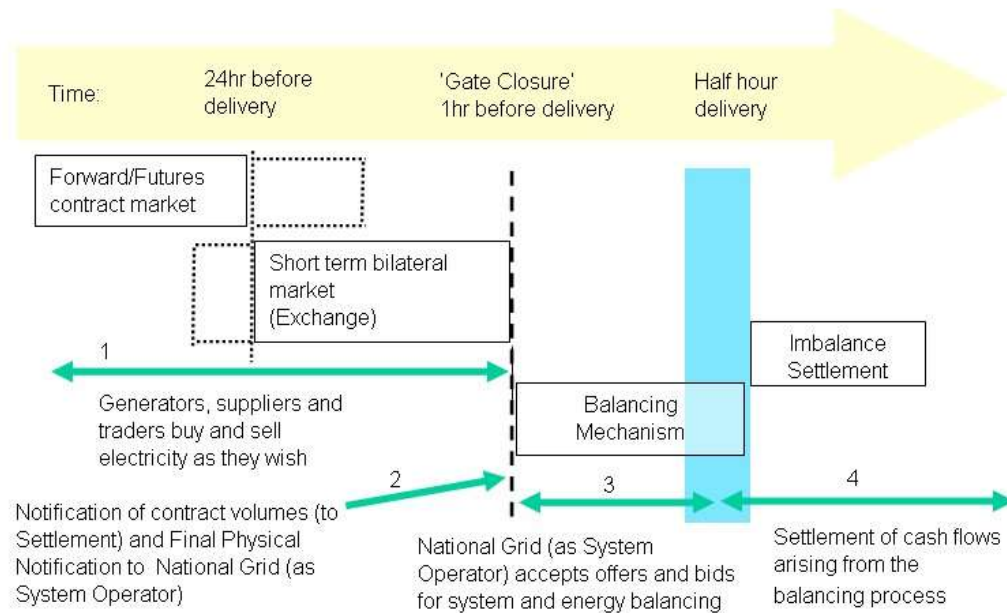 Time:
24hr before
delivery
'Gate Closure'
1hr before delivery
Half hour
delivery
Forward/Futures
contract market
Short term bilateral
market
(Exchange)
Imbalance
Settlement
1
Generators, suppliers and
traders buy and sell
electricity as they wish
Balancing
Mechanism
2
3
4
Notification of contract volumes (to
Settlement) and Final Physical
Notification to National Grid (as
System Operator)
National Grid (as System
Operator) accepts offers and bids
for system and energy balancing
Settlement of cash flows
arising from the
balancing process